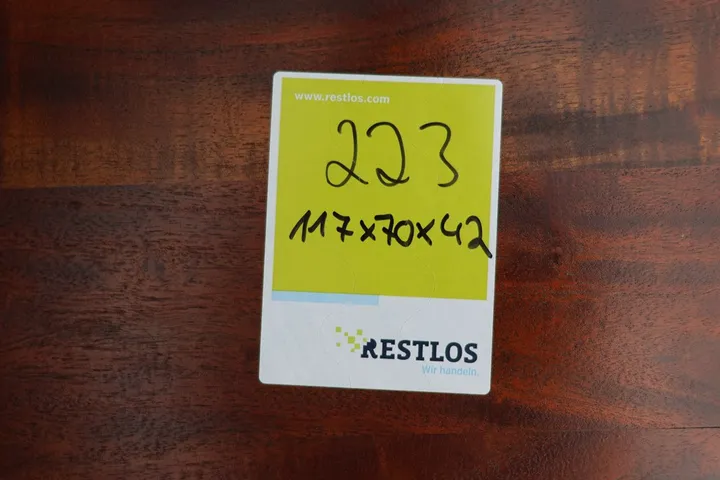 www.restlos.com
223
117x70x42
RESTLOS
Wir handeln.